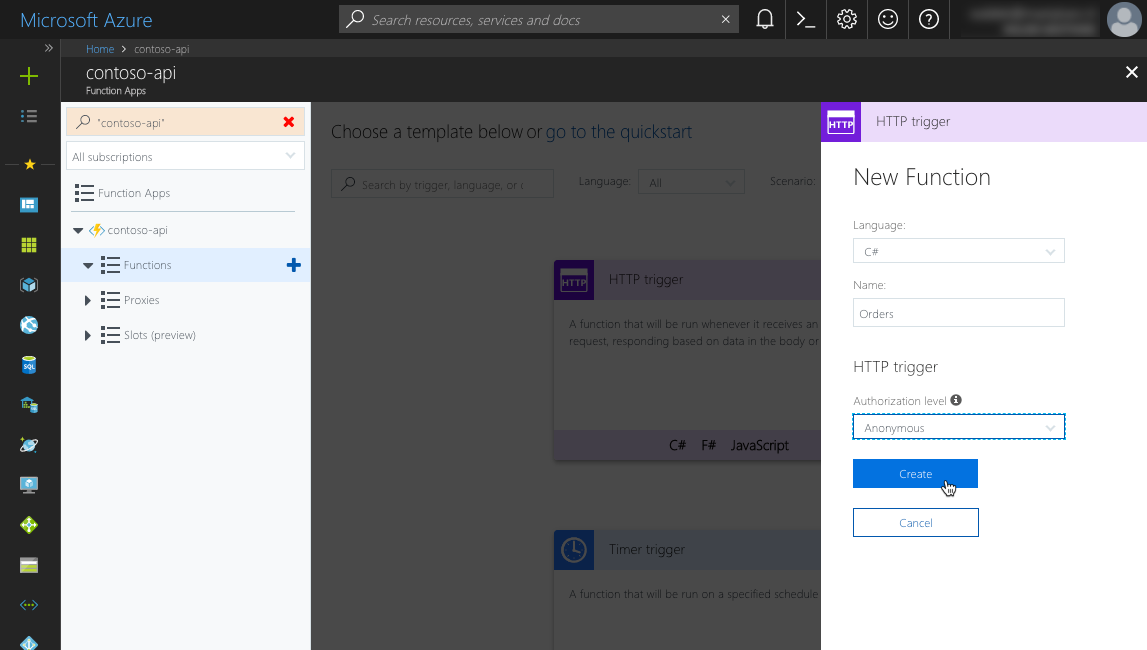 Microsoft Azure
Search resources, services and docs
Home > contoso-api
contoso-api
Function Apps
"contoso-api"
All subscriptions
Function Apps
contoso-api
Functions
Proxies
Slots (preview)
Choose a template below or go to the quickstart
Search by trigger, language, or
Language: All
Scenario:
HTTP
HTTP trigger
A function that will be run whenever it receives an
request, responding based on data in the body or
C# F# JavaScript
Timer trigger
A function that will be run on a specified schedule
HTTP
HTTP trigger
New Function
Language:
C#
Name:
Orders
HTTP trigger
Authorization level
Anonymous
Create
Cancel
SQL